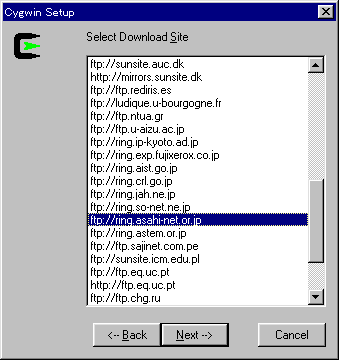 Cygwin Setup
Select Download Site
ftp://sunsite.auc.dk
http://mirrors.sunsite.dk
ftp://ftp.rediris.es
ftp://ludique.u-bourgogne.fr
ftp://ftp.ntua.gr
ftp://ftp.u-aizu.ac.jp
ftp://ring.ip-kyoto.ad.jp
ftp://ring.exp.fujixerox.co.jp
ftp://ring.aist.go.jp
ftp://ring.crl.go.jp
ftp://ring.jah.ne.jp
ftp://ring.so-net.ne.jp
ftp://ring.asahi-net.or.jp
ftp://ring.astem.or.jp
ftp://ftp.sajinet.com.pe
ftp://sunsite.icm.edu.pl
ftp://ftp.eq.uc.pt
http://ftp.eq.uc.pt
ftp://ftp.chg.ru
<-- Back Next --> Cancel